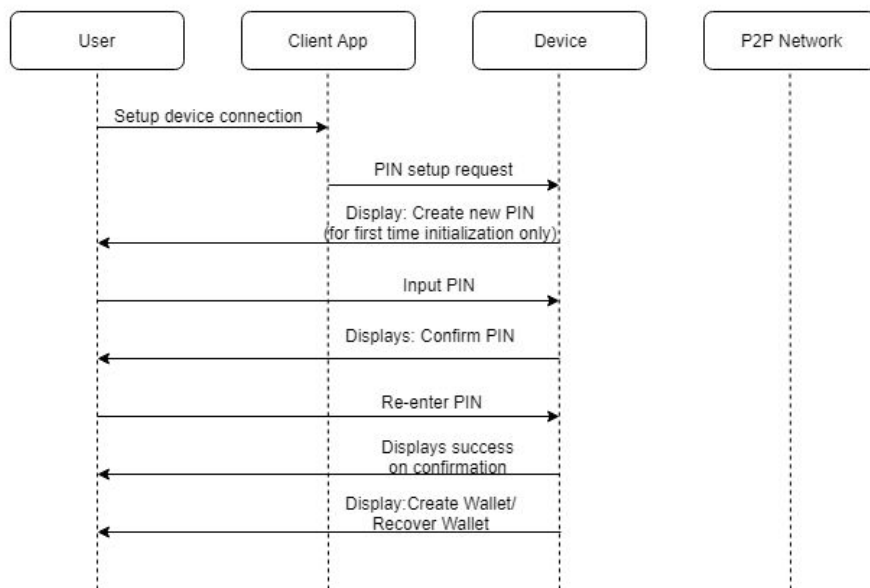 User
Client App
Device
P2P Network
Setup device connection
PIN setup request
Display: Create new PIN
(for first time initialization only)
Input PIN
Displays: Confirm PIN
Re-enter PIN
Displays success
on confirmation
Display:Create Wallet/
Recover Wallet